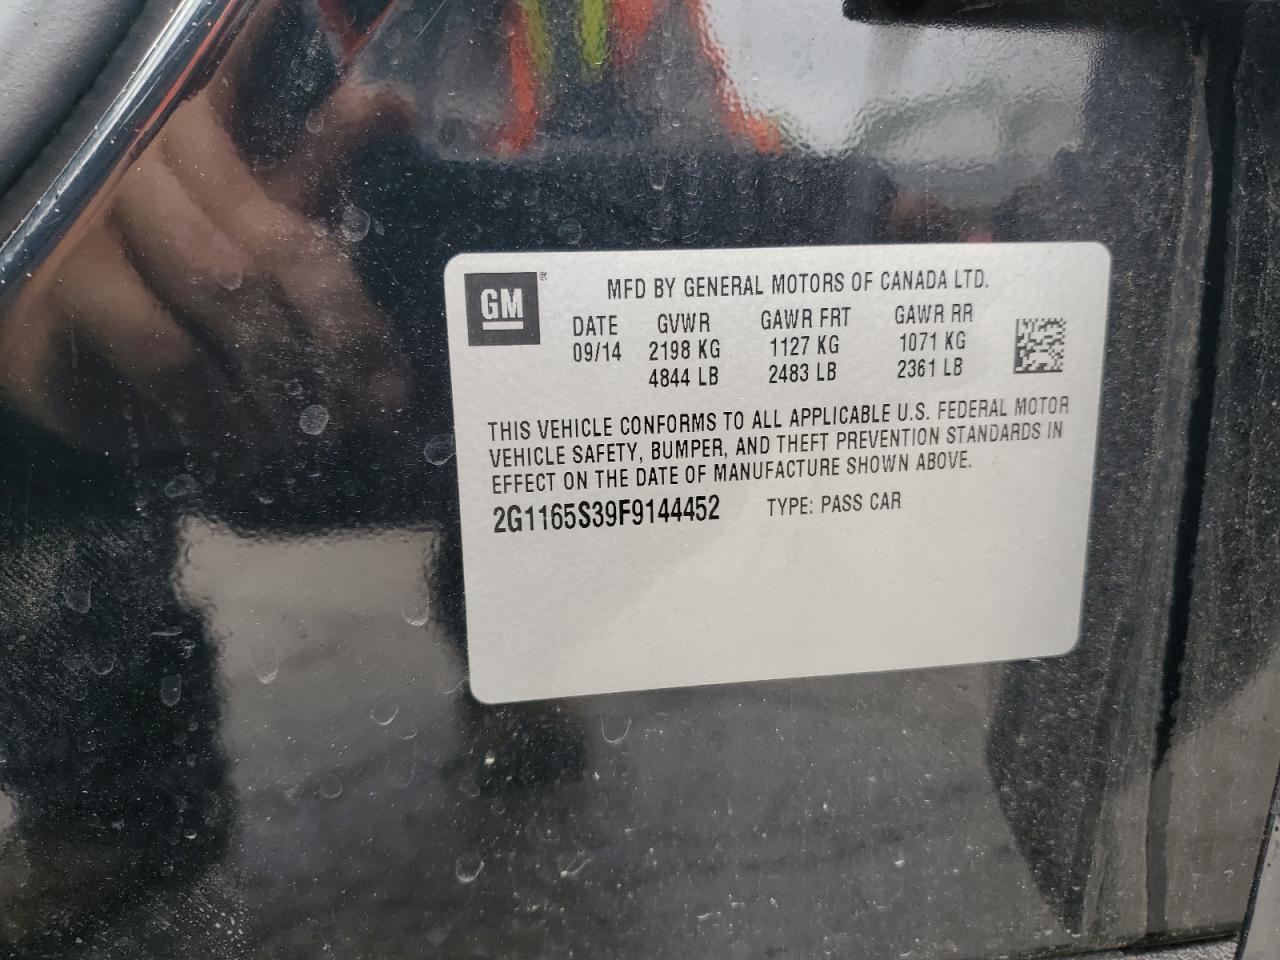 GM ®
MFD BY GENERAL MOTORS OF CANADA LTD.
DATE GVWR GAWR FRT GAWR RR
09/14 2198 KG 1127 KG 1071 KG
4844 LB 2483 LB 2361 LB
THIS VEHICLE CONFORMS TO ALL APPLICABLE U.S. FEDERAL MOTOR
VEHICLE SAFETY, BUMPER, AND THEFT PREVENTION STANDARDS IN
EFFECT ON THE DATE OF MANUFACTURE SHOWN ABOVE.
2G1165S39F9144452 TYPE: PASS CAR